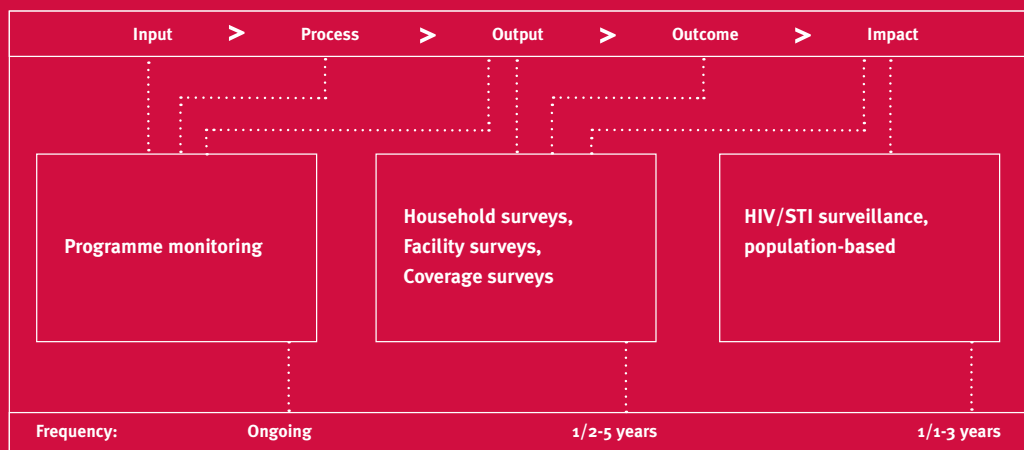 Input > Process > Output > Outcome > Impact
Programme monitoring
Household surveys,
Facility surveys,
Coverage surveys
HIV/STI surveillance,
population-based
Frequency: Ongoing 1/2-5 years 1/1-3 years